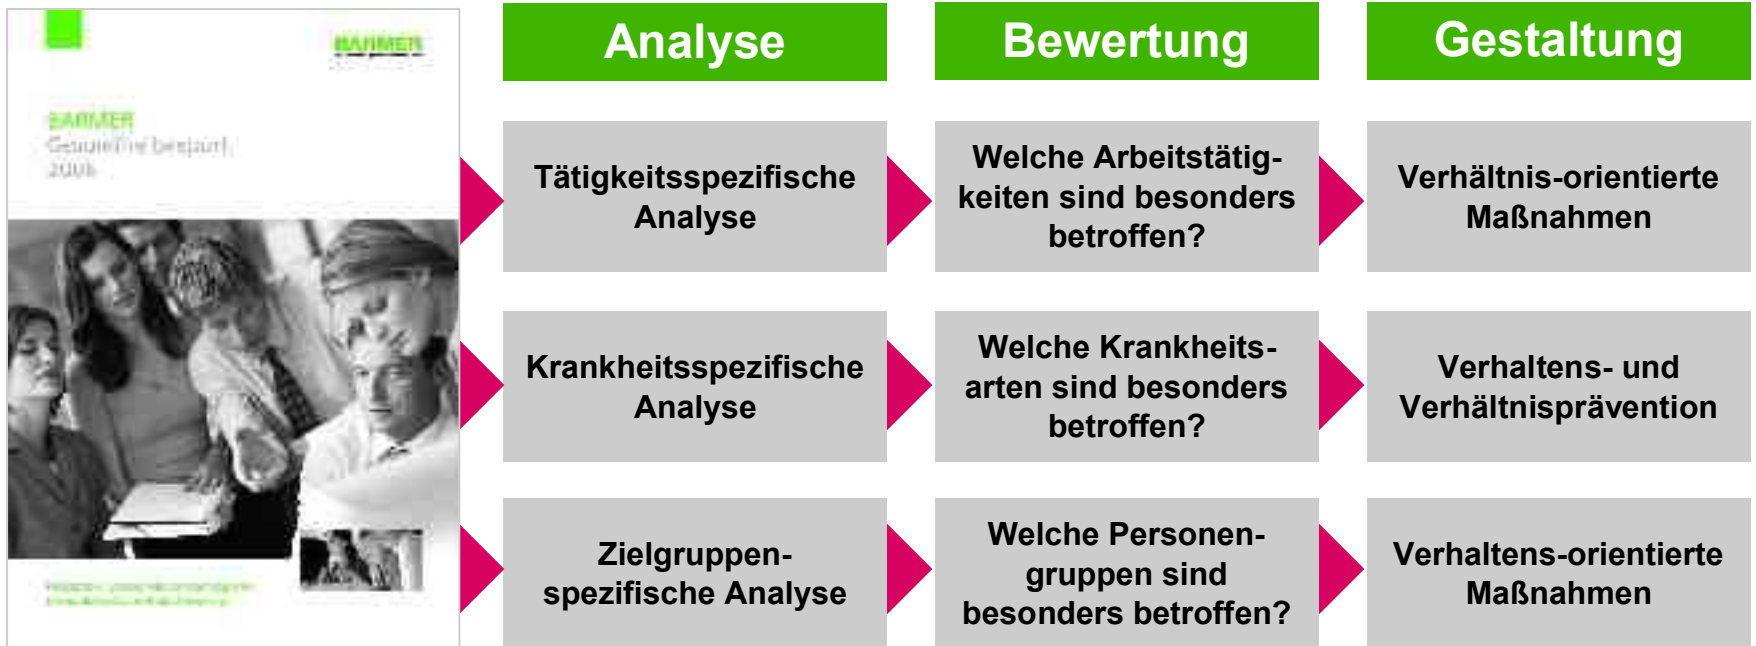 BARMER
BARMER
Analyse
Bewertung
Gestaltung
Tätigkeitsspezifische
Analyse
Welche Arbeitstätig-
keiten sind besonders
betroffen?
Verhältnis-orientierte
Maßnahmen
Krankheitsspezifische
Analyse
Welche Krankheits-
arten sind besonders
betroffen?
Verhaltens- und
Verhältnisprävention
Zielgruppen-
spezifische Analyse
Welche Personen-
gruppen sind
besonders betroffen?
Verhaltens-orientierte
Maßnahmen